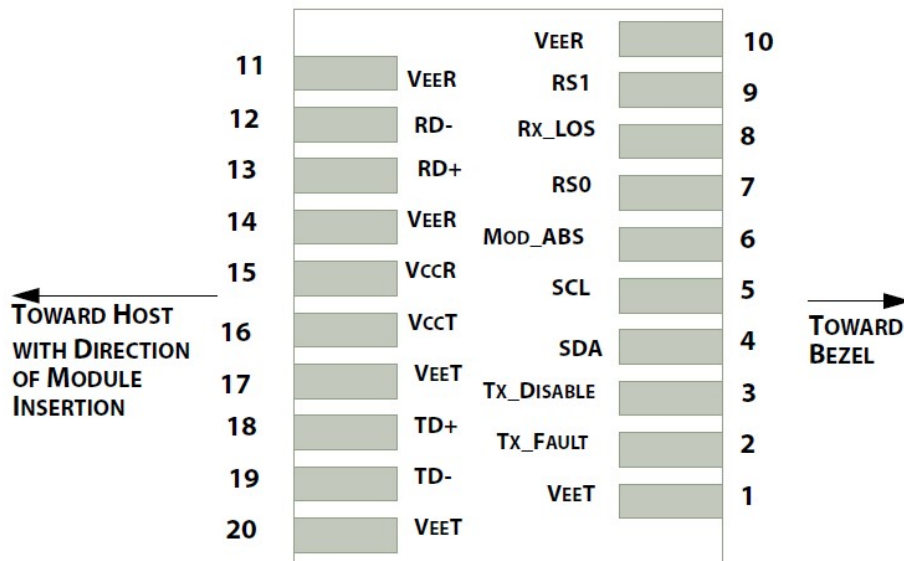 11 VEER
12 RD-
13 RD+
14 VEER
15 VCCR
16 VCCT
17 VEET
18 TD+
19 TD-
20 VEET
VEER 10
RS1 9
RX_LOS 8
RS0 7
MOD_ABS 6
SCL 5
SDA 4
TX_DISABLE 3
TX_FAULT 2
VEET 1
TOWARD HOST
WITH DIRECTION
OF MODULE
INSERTION
TOWARD
BEZEL